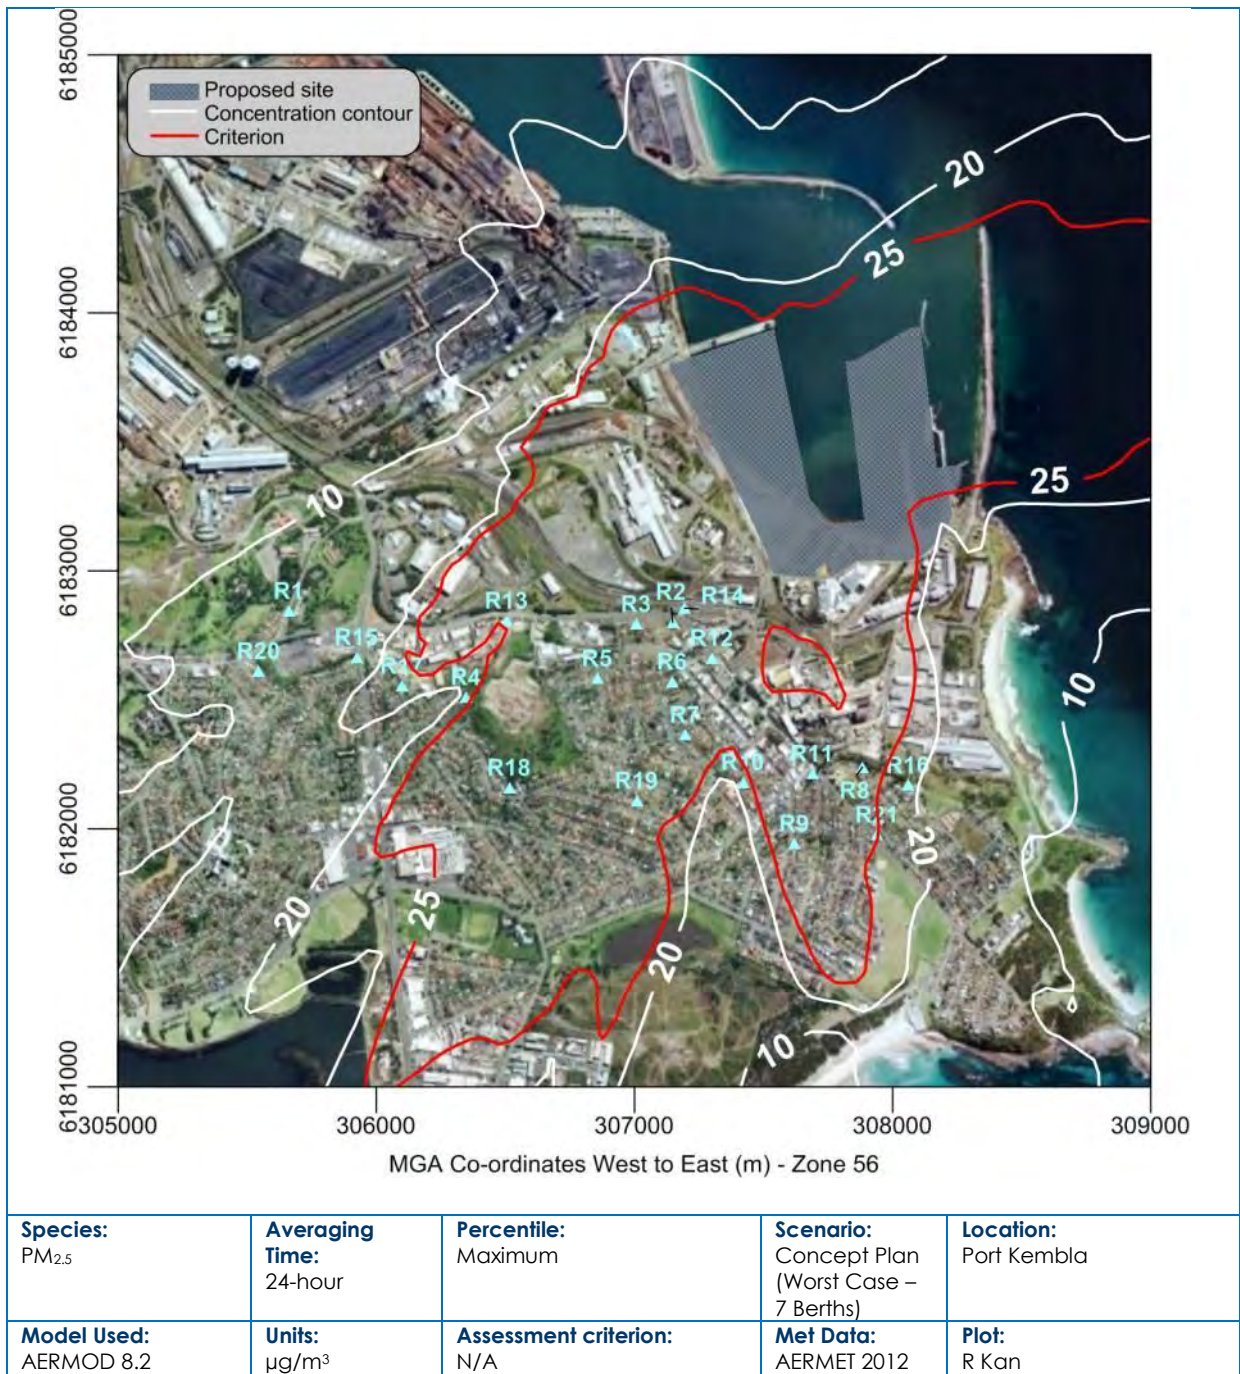 6185000
Proposed site
Concentration contour
Criterion
20
25
6184000
10
25
6183000
R1
R13
R3
R2
R14
R20
R15
R5
R6
R12
R4
R7
10
R18
R19
R10
R11
R8
R16
R9
R21
6182000
20
20
25
20
10
6181000
305000
306000
307000
308000
309000
MGA Co-ordinates West to East (m) - Zone 56
Species:
PM2.5
Averaging
Time:
24-hour
Percentile:
Maximum
Scenario:
Concept Plan
(Worst Case –
7 Berths)
Location:
Port Kembla
Model Used:
AERMOD 8.2
Units:
µg/m³
Assessment criterion:
N/A
Met Data:
AERMET 2012
Plot:
R Kan